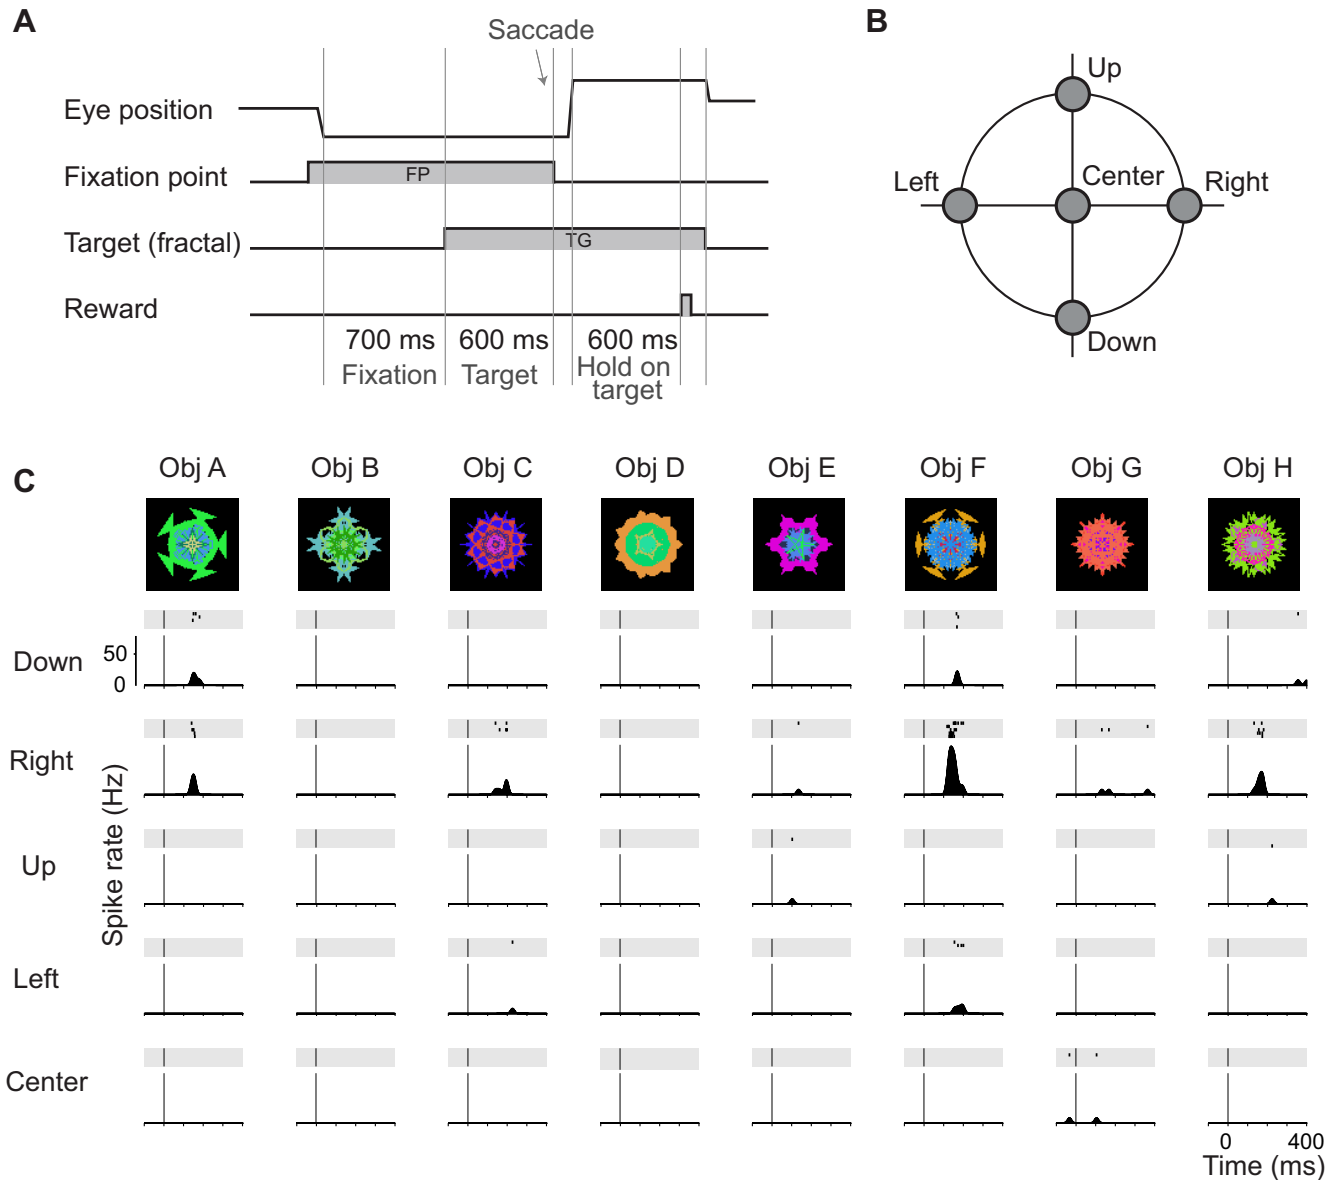 A
Saccade
Eye position
Fixation point
FP
Target (fractal)
TG
Reward
700 ms
600 ms
600 ms
Fixation
Target
Hold on
target
B
Up
Left
Center
Right
Down
C
Obj A
Obj B
Obj C
Obj D
Obj E
Obj F
Obj G
Obj H
Down
50
0
Right
Spike rate (Hz)
Up
Left
Center
0
400
Time (ms)